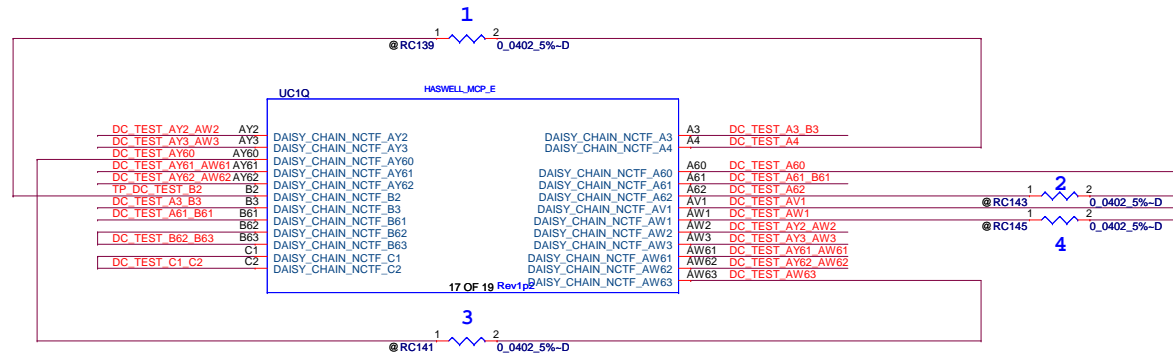 1
1 2
@RC139 0_0402_5%~D
UC1Q HASWELL_MCP_E
DC_TEST_AY2_AW2 AY2 DAISY_CHAIN_NCTF_AY2 DAISY_CHAIN_NCTF_A3 A3 DC_TEST_A3_B3
DC_TEST_AY3_AW3 AY3 DAISY_CHAIN_NCTF_AY3 DAISY_CHAIN_NCTF_A4 A4 DC_TEST_A4
DC_TEST_AY60 AY60 DAISY_CHAIN_NCTF_AY60
DC_TEST_AY61_AW61 AY61 DAISY_CHAIN_NCTF_AY61 DAISY_CHAIN_NCTF_A60 A60 DC_TEST_A60
DC_TEST_AY62_AW62 AY62 DAISY_CHAIN_NCTF_AY62 DAISY_CHAIN_NCTF_A61 A61 DC_TEST_A61_B61
TP_DC_TEST_B2 B2 DAISY_CHAIN_NCTF_B2 DAISY_CHAIN_NCTF_A62 A62 DC_TEST_A62 1 2 2
DC_TEST_A3_B3 B3 DAISY_CHAIN_NCTF_B3 DAISY_CHAIN_NCTF_AV1 AV1 DC_TEST_AV1 @RC143 0_0402_5%~D
DC_TEST_A61_B61 B61 DAISY_CHAIN_NCTF_B61 DAISY_CHAIN_NCTF_AW1 AW1 DC_TEST_AW1 1 2
B62 DAISY_CHAIN_NCTF_B62 DAISY_CHAIN_NCTF_AW2 AW2 DC_TEST_AY2_AW2 @RC145 0_0402_5%~D
DC_TEST_B62_B63 B63 DAISY_CHAIN_NCTF_B63 DAISY_CHAIN_NCTF_AW3 AW3 DC_TEST_AY3_AW3 4
C1 DAISY_CHAIN_NCTF_C1 DAISY_CHAIN_NCTF_AW61 AW61 DC_TEST_AY61_AW61
DC_TEST_C1_C2 C2 DAISY_CHAIN_NCTF_C2 DAISY_CHAIN_NCTF_AW62 AW62 DC_TEST_AY62_AW62
DAISY_CHAIN_NCTF_AW63 AW63 DC_TEST_AW63
17 OF 19 Rev1p2
3
1 2
@RC141 0_0402_5%~D